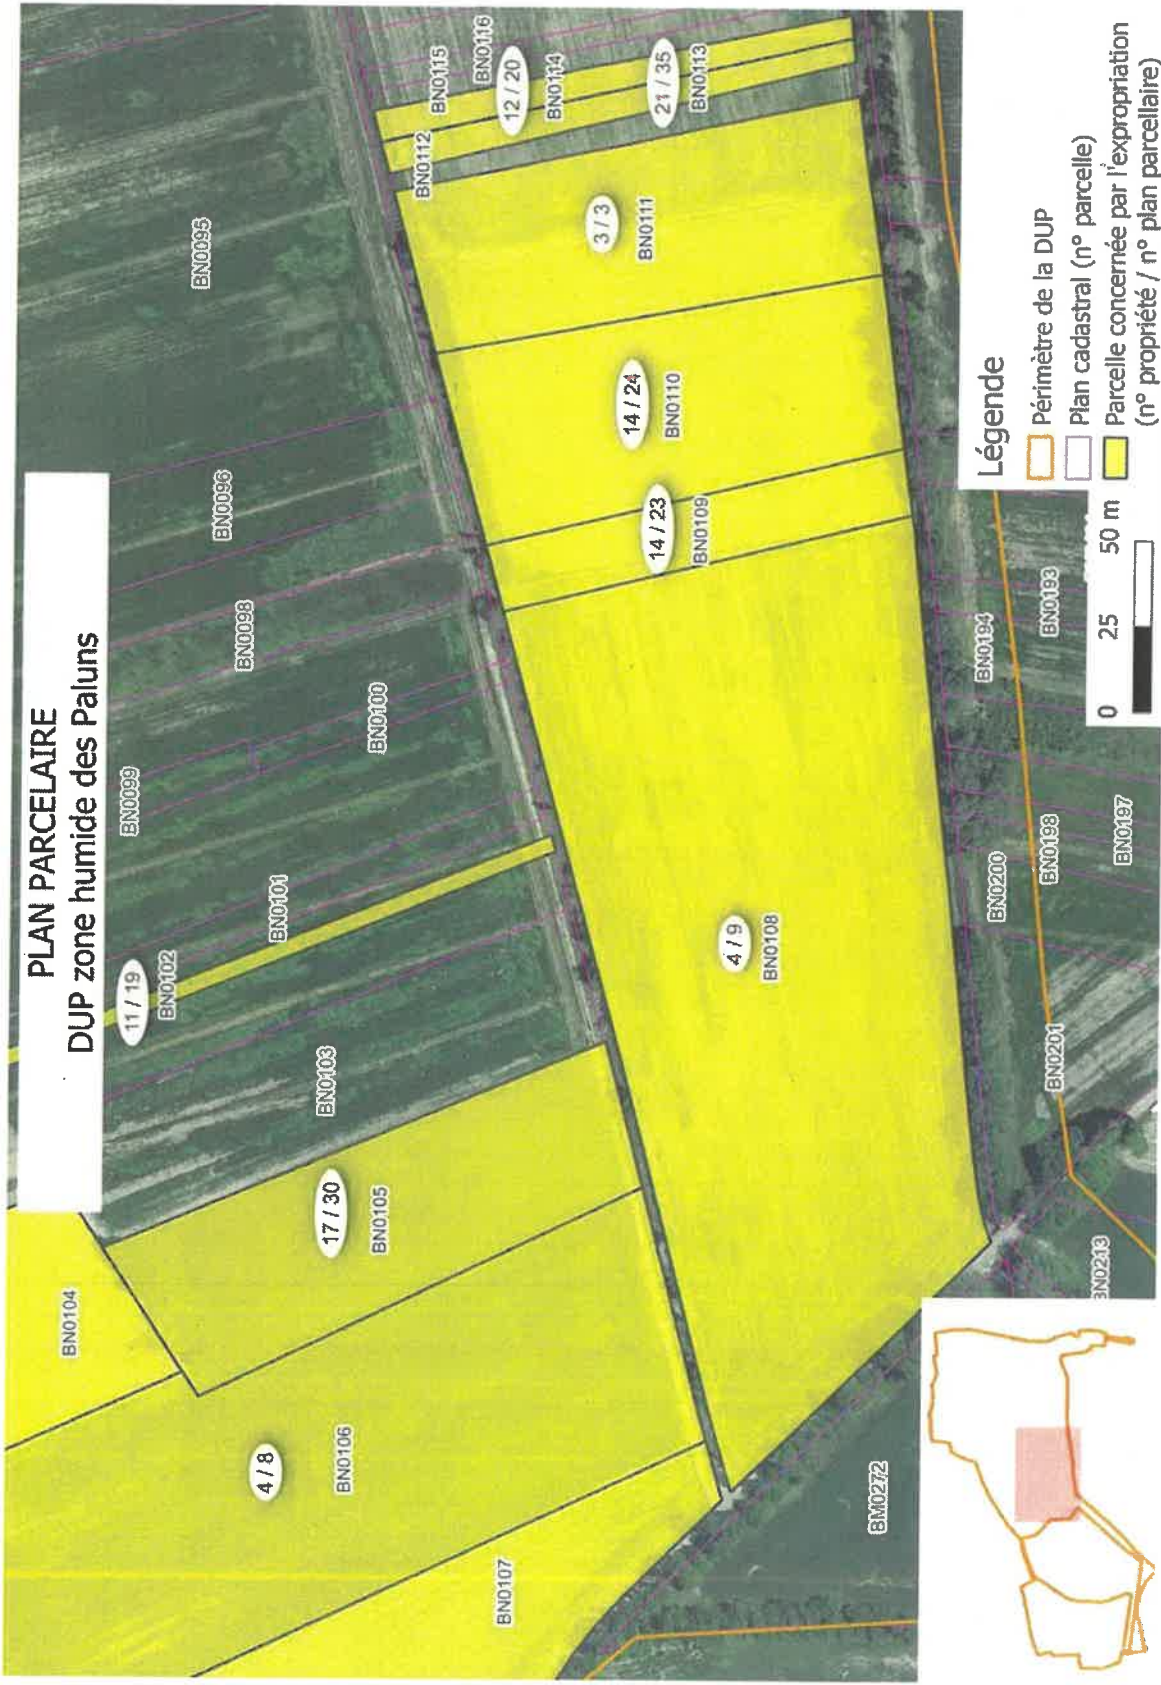 PLAN PARCELAIRE
DUP zone humide des Paluns
BN0104
11 / 19
BN0102
BN0099
BN0095
BN0101
BN0098
BN0096
BN0103
BN0100
17 / 30
BN0105
4 / 8
BN0106
BN0107
BN0112
BN0115
BN0116
12 / 20
BN0114
21 / 35
BN0113
3 / 3
BN0111
14 / 24
BN0110
14 / 23
BN0109
4 / 9
BN0108
BM0272
BN0213
BN0201
BN0200
BN0198
BN0197
BN0194
BN0193
0 25 50 m
Légende
Périmètre de la DUP
Plan cadastral (n° parcelle)
Parcelle concernée par l'expropriation
(n° propriété / n° plan parcellaire)